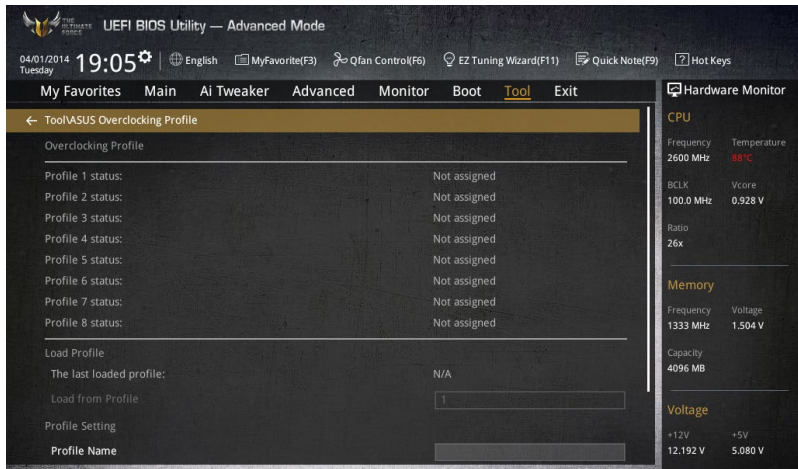 THE ULTIMATE FORCE
UEFI BIOS Utility — Advanced Mode
04/01/2014
Tuesday
19:05
English
MyFavorite(F3)
Qfan Control(F6)
EZ Tuning Wizard(F11)
Quick Note(F9)
? Hot Keys
My Favorites Main Ai Tweaker Advanced Monitor Boot Tool Exit
Tool\ASUS Overclocking Profile
Overclocking Profile
Profile 1 status: Not assigned
Profile 2 status: Not assigned
Profile 3 status: Not assigned
Profile 4 status: Not assigned
Profile 5 status: Not assigned
Profile 6 status: Not assigned
Profile 7 status: Not assigned
Profile 8 status: Not assigned
Load Profile
The last loaded profile: N/A
Load from Profile 1
Profile Setting
Profile Name
Hardware Monitor
CPU
Frequency Temperature
2600 MHz 88°C
BCLK Vcore
100.0 MHz 0.928 V
Ratio
26x
Memory
Frequency Voltage
1333 MHz 1.504 V
Capacity
4096 MB
Voltage
+12V +5V
12.192 V 5.080 V